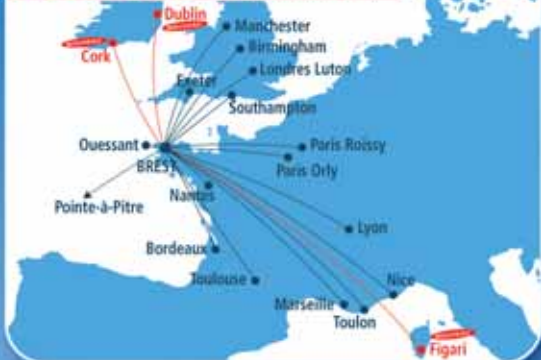 Dublin
Manchester
Birmingham
Cork
Londres Luton
Exeter
Southampton
Ouessant
BREST
Paris Roissy
Paris Orly
Nantes
Pointe-à-Pitre
Lyon
Bordeaux
Toulouse
Nice
Marseille
Toulon
Figari